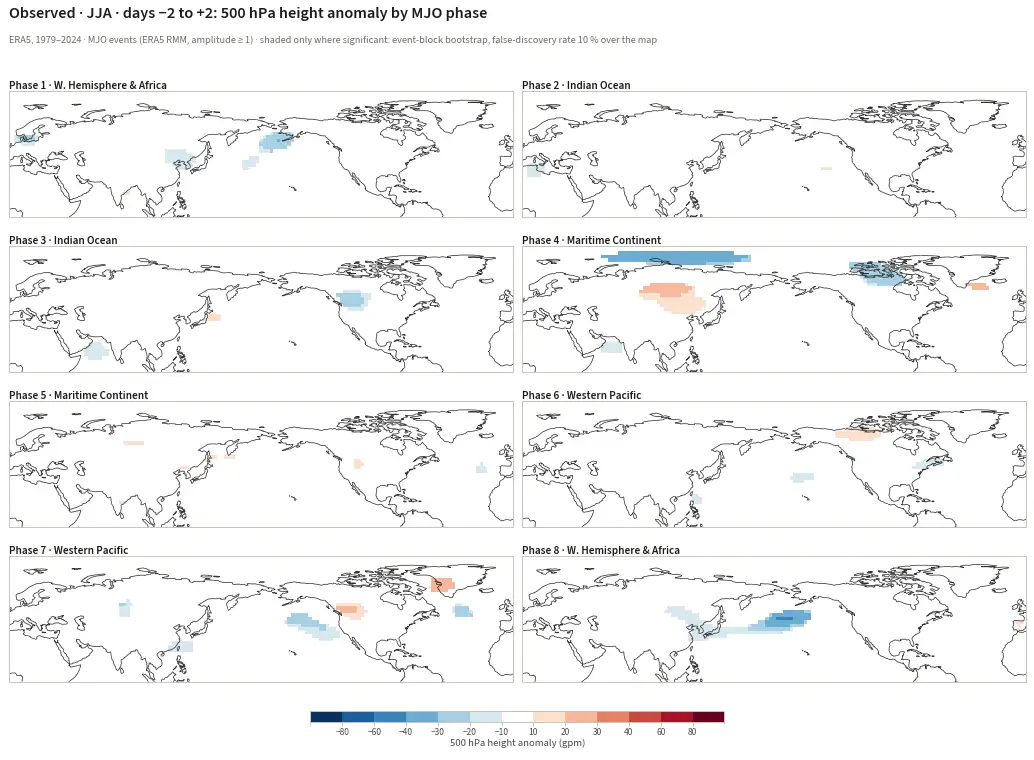 Observed · JJA · days −2 to +2: 500 hPa height anomaly by MJO phase
ERA5, 1979–2024 · MJO events (ERA5 RMM, amplitude ≥ 1) · shaded only where significant: event-block bootstrap, false-discovery rate 10 % over the map
Phase 1 · W. Hemisphere & Africa
Phase 2 · Indian Ocean
Phase 3 · Indian Ocean
Phase 4 · Maritime Continent
Phase 5 · Maritime Continent
Phase 6 · Western Pacific
Phase 7 · Western Pacific
Phase 8 · W. Hemisphere & Africa
−80 −60 −40 −30 −20 −10 10 20 30 40 60 80
500 hPa height anomaly (gpm)